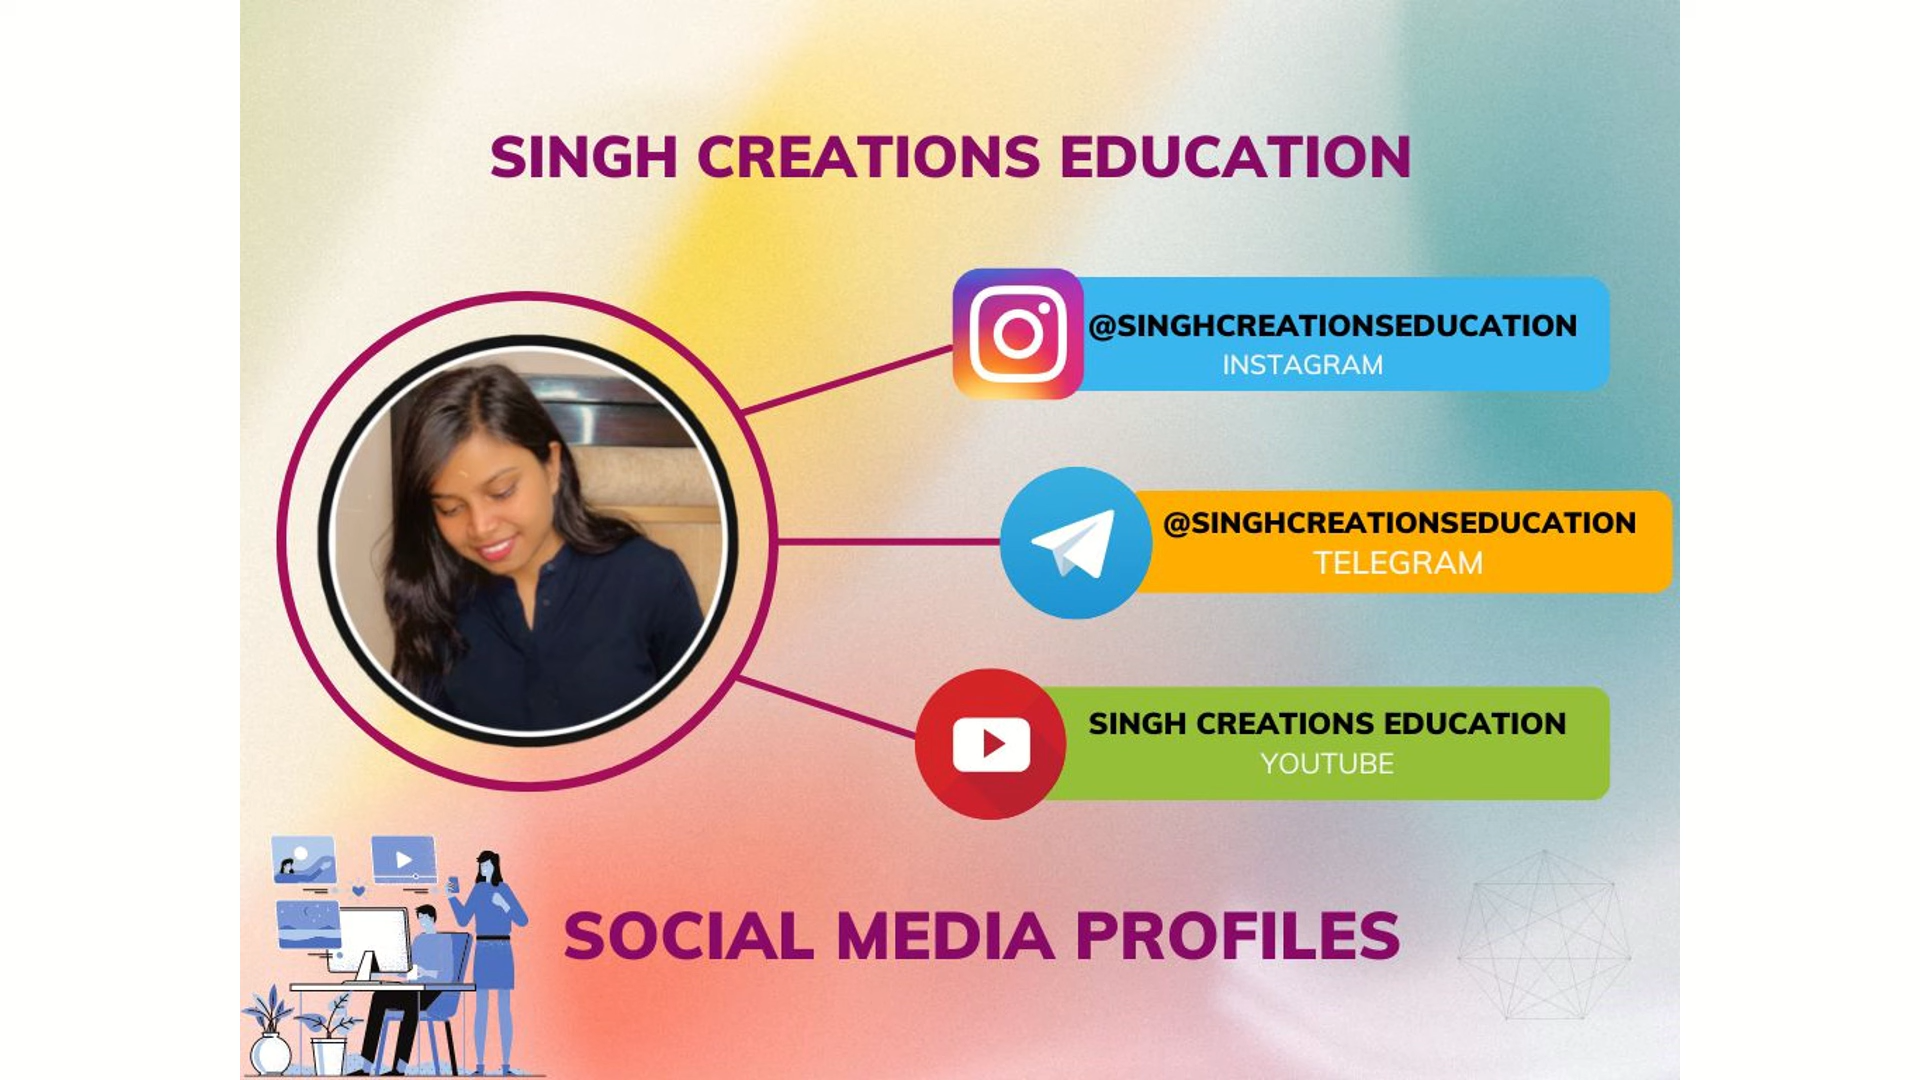 SINGH CREATIONS EDUCATION
@SINGHCREATIONSEDUCATION
INSTAGRAM
@SINGHCREATIONSEDUCATION
TELEGRAM
SINGH CREATIONS EDUCATION
YOUTUBE
SOCIAL MEDIA PROFILES